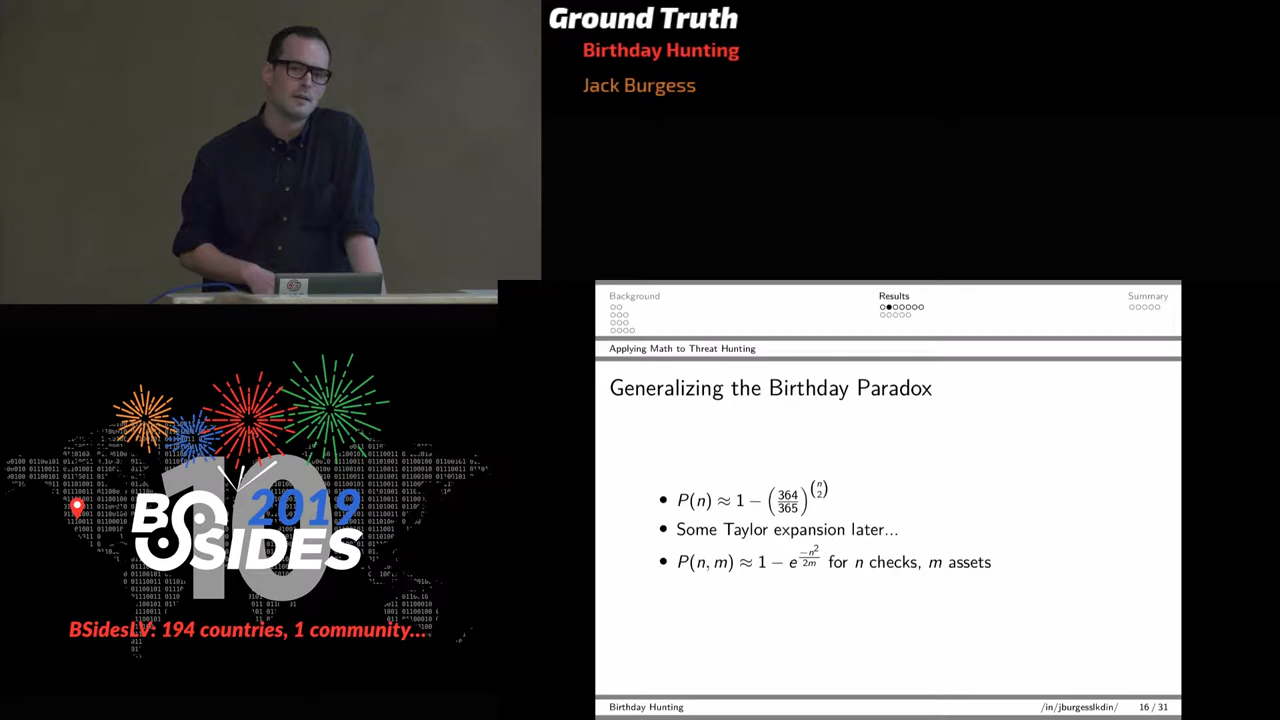 Ground Truth
Birthday Hunting
Jack Burgess
Background
Results
Summary
Applying Math to Threat Hunting
Generalizing the Birthday Paradox
• P(n) ≈ 1 − (364/365)^(n 2)
• Some Taylor expansion later...
• P(n, m) ≈ 1 − e^(−n²/2m) for n checks, m assets
Birthday Hunting
/in/jburgesslkdin/
16 / 31
10
2019
BSIDES
BSidesLV: 194 countries, 1 community...